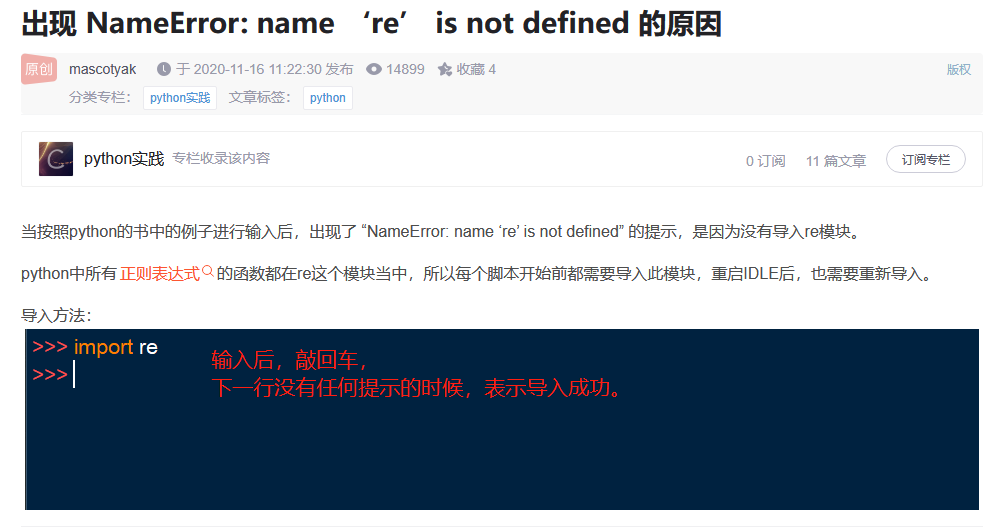 出现 NameError: name ‘re’ is not defined 的原因
原创 mascotyak 于 2020-11-16 11:22:30 发布 14899 收藏 4 版权
分类专栏： python实践 文章标签： python
python实践 专栏收录该内容 0 订阅 11 篇文章 订阅专栏
当按照python的书中的例子进行输入后，出现了 “NameError: name ‘re’ is not defined” 的提示，是因为没有导入re模块。
python中所有 正则表达式 的函数都在re这个模块当中，所以每个脚本开始前都需要导入此模块，重启IDLE后，也需要重新导入。
导入方法：
>>> import re
输入后，敲回车，
>>>
下一行没有任何提示的时候，表示导入成功。